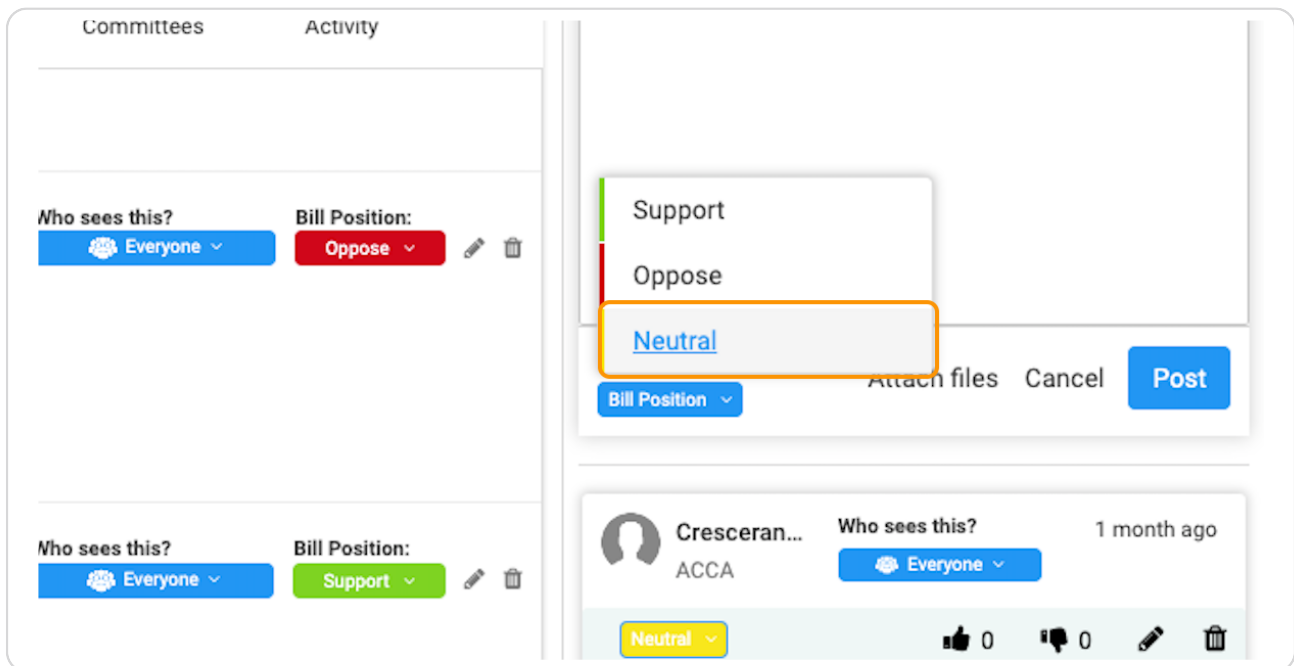 Committees Activity
Who sees this? Bill Position:
Everyone Oppose
Who sees this? Bill Position:
Everyone Support
Support
Oppose
Neutral
Attach files Cancel Post
Bill Position
Cresceran... Who sees this? 1 month ago
ACCA Everyone
Neutral 0 0